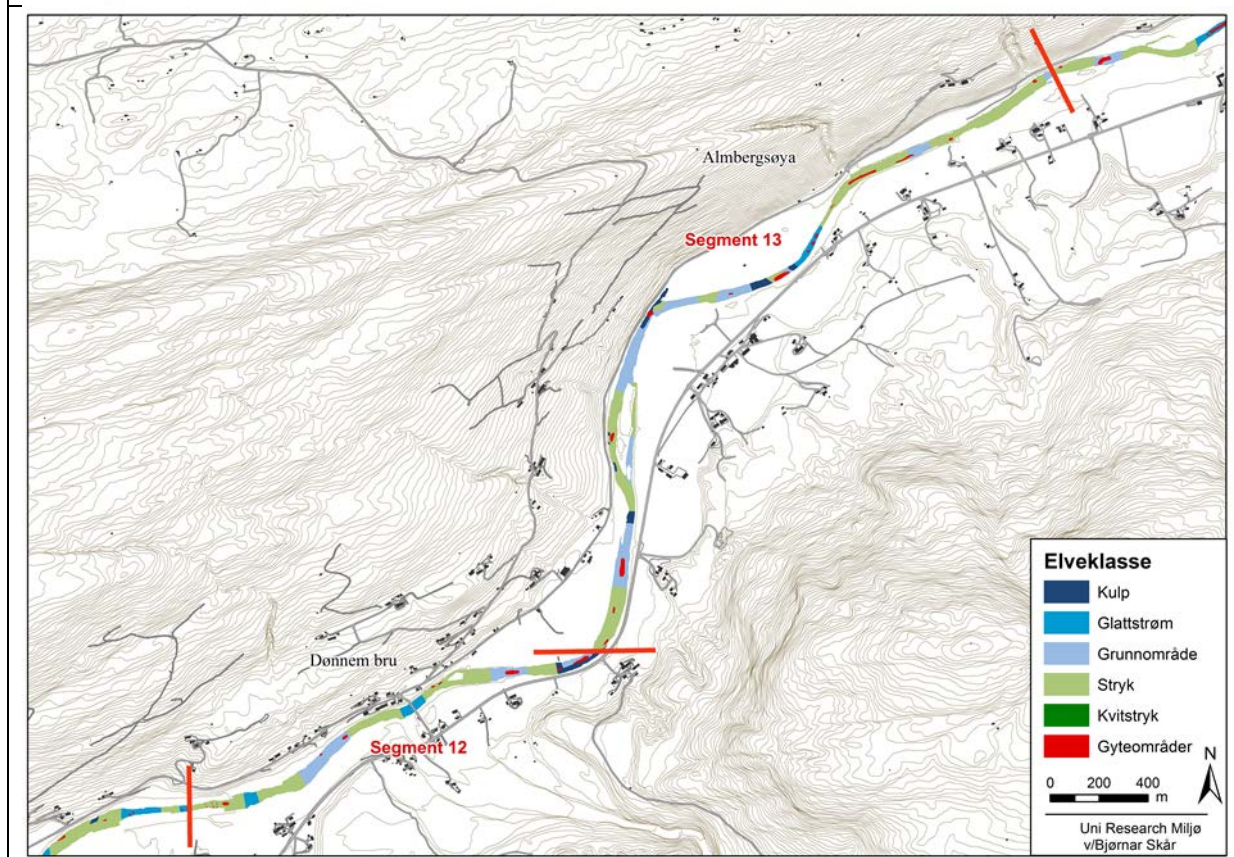 Almbergsøya
Segment 13
Dønnem bru
Segment 12
Elveklasse
Kulp
Glattstrøm
Grunnområde
Stryk
Kvitstryk
Gyteområder
N
0 200 400
m
Uni Research Miljø
v/Bjørnar Skår